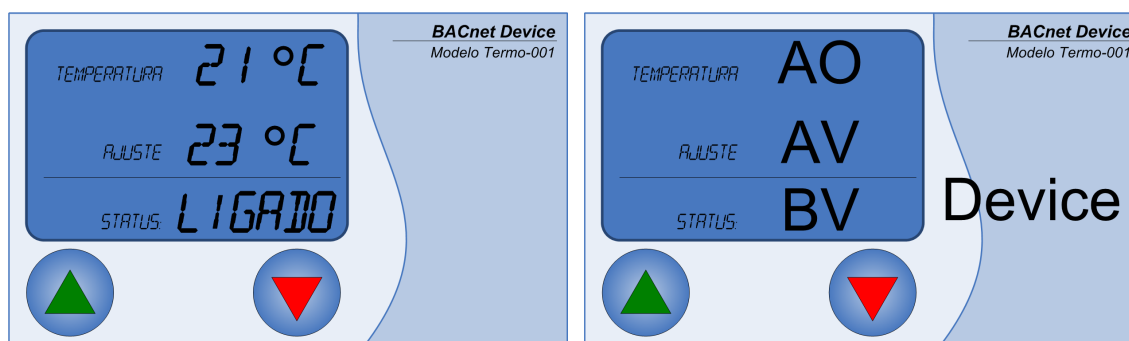 BACnet Device
Modelo Termo-001
TEMPERATURA 21 °C
AJUSTE 23 °C
STATUS: LIGADO
BACnet Device
Modelo Termo-001
TEMPERATURA AO
AJUSTE AV
STATUS: BV
Device